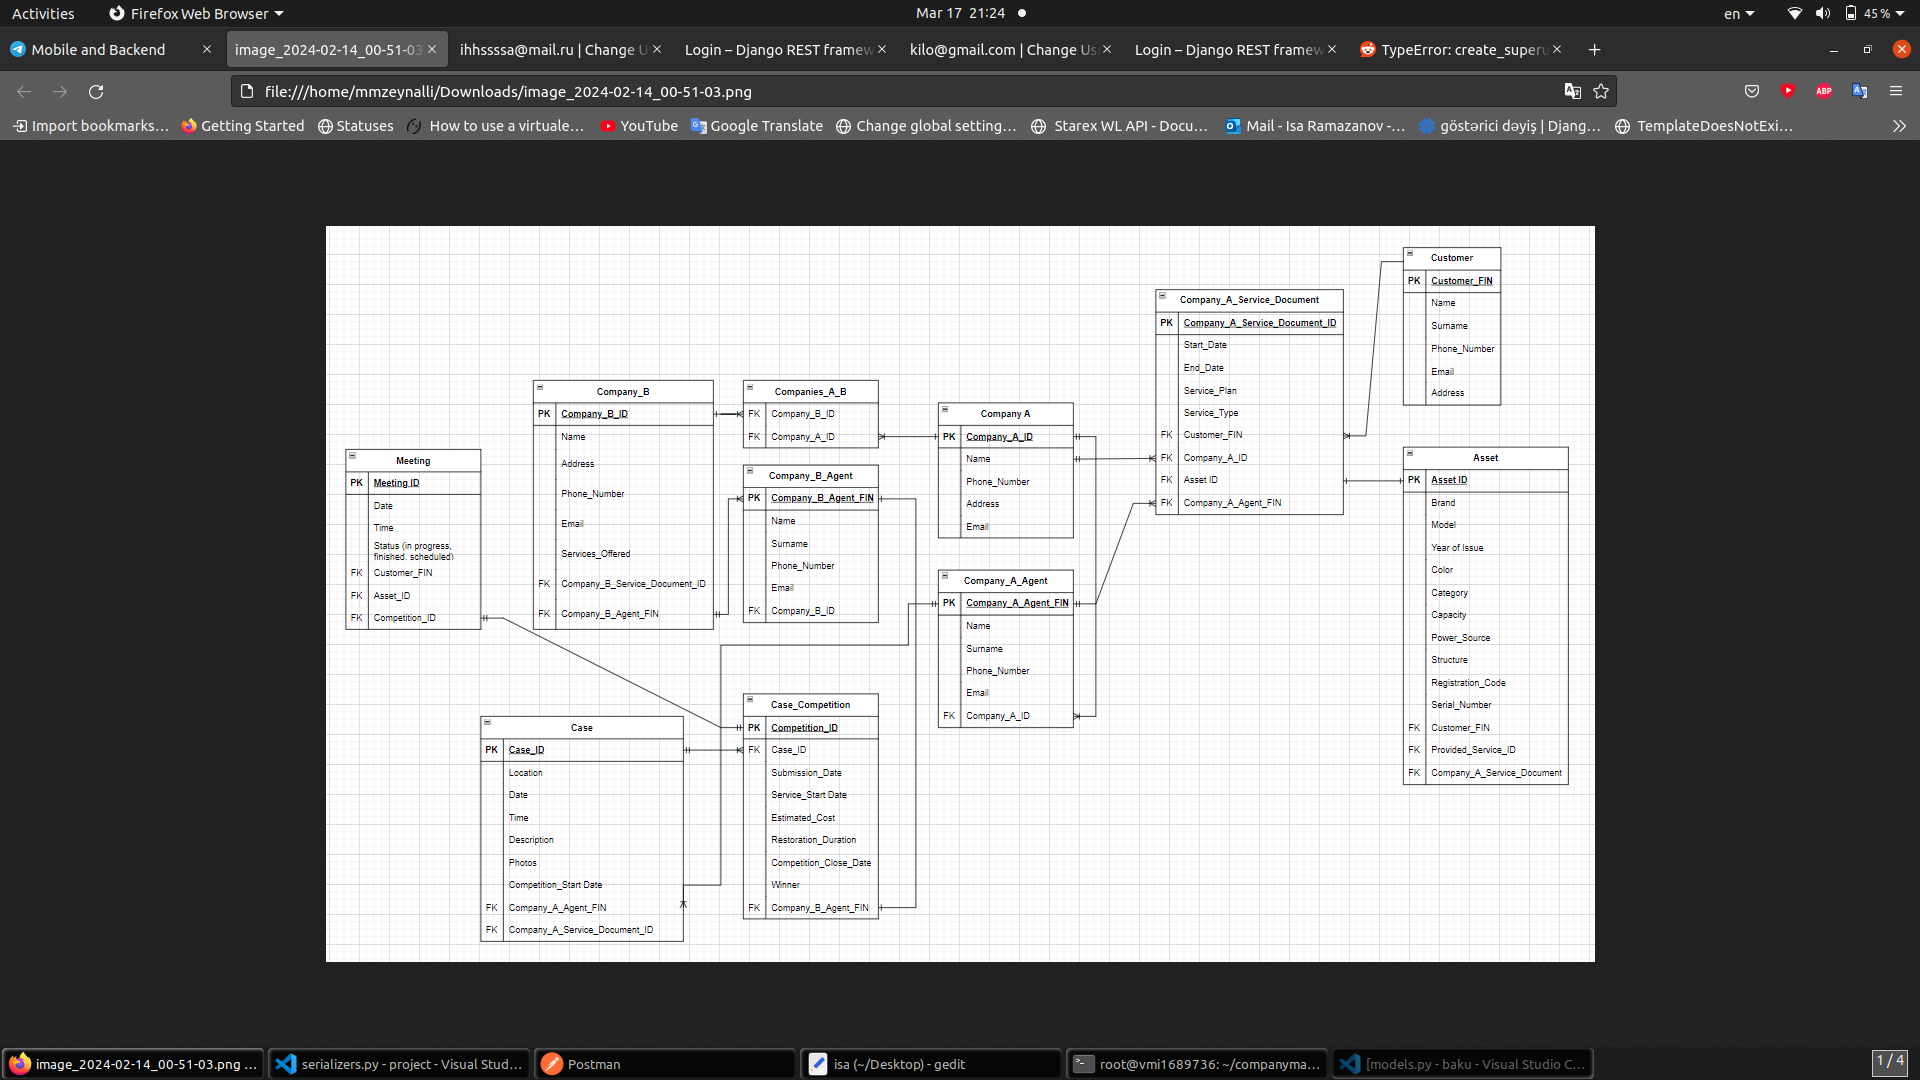 Activities
Firefox Web Browser
Mar 17 21:24
en
45 %
Mobile and Backend
image_2024-02-14_00-51-03
ihhssssa@mail.ru | Change U
Login – Django REST framew
kilo@gmail.com | Change Us
Login – Django REST framew
TypeError: create_superu
file:///home/mmzeynalli/Downloads/image_2024-02-14_00-51-03.png
ABP
Import bookmarks…
Getting Started
Statuses
How to use a virtuale…
YouTube
Google Translate
Change global setting…
Starex WL API - Docu…
Mail - Isa Ramazanov -…
göstərici dəyiş | Djang…
TemplateDoesNotExi…
Customer
PK Customer_FIN
Name
Surname
Phone_Number
Email
Address
Company_A_Service_Document
PK Company_A_Service_Document_ID
Start_Date
End_Date
Service_Plan
Service_Type
FK Customer_FIN
FK Company_A_ID
FK Asset ID
FK Company_A_Agent_FIN
Company_B
PK Company_B_ID
Name
Address
Phone_Number
Email
Services_Offered
FK Company_B_Service_Document_ID
FK Company_B_Agent_FIN
Companies_A_B
FK Company_B_ID
FK Company_A_ID
Company A
PK Company_A_ID
Name
Phone_Number
Address
Email
Meeting
PK Meeting ID
Date
Time
Status (in progress,
finished, scheduled)
FK Customer_FIN
FK Asset_ID
FK Competition_ID
Company_B_Agent
PK Company_B_Agent_FIN
Name
Surname
Phone_Number
Email
FK Company_B_ID
Asset
PK Asset ID
Brand
Model
Year of Issue
Color
Category
Capacity
Power_Source
Structure
Registration_Code
Serial_Number
FK Customer_FIN
FK Provided_Service_ID
FK Company_A_Service_Document
Company_A_Agent
PK Company_A_Agent_FIN
Name
Surname
Phone_Number
Email
FK Company_A_ID
Case
PK Case_ID
Location
Date
Time
Description
Photos
Competition_Start Date
FK Company_A_Agent_FIN
FK Company_A_Service_Document_ID
Case_Competition
PK Competition_ID
FK Case_ID
Submission_Date
Service_Start Date
Estimated_Cost
Restoration_Duration
Competition_Close_Date
Winner
FK Company_B_Agent_FIN
image_2024-02-14_00-51-03.png …
serializers.py - project - Visual Stud…
Postman
isa (~/Desktop) - gedit
root@vmi1689736: ~/companyma…
[models.py - baku - Visual Studio C…
1 / 4